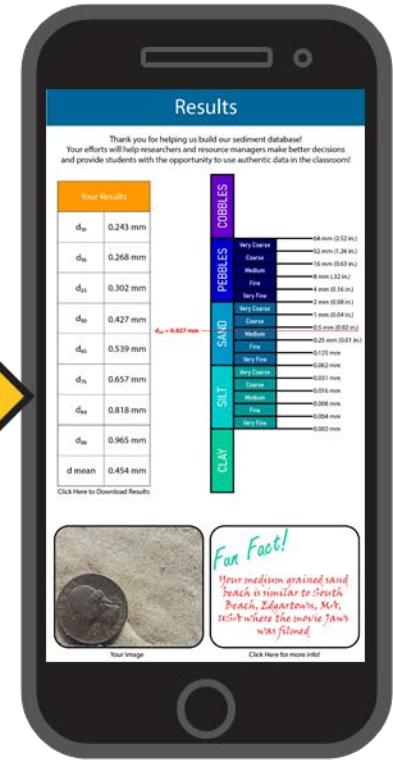 Results
Thank you for helping us build our sediment database!
Your efforts will help researchers and resource managers make better decisions
and provide students with the opportunity to use authentic data in the classroom!
Your Results
d₁₀ 0.243 mm
d₁₆ 0.268 mm
d₂₅ 0.302 mm
0.427 mm
0.539 mm
d₇₅ 0.657 mm
d₈₄ 0.818 mm
d₉₀ 0.965 mm
d mean 0.454 mm
Click Here to Download Results
COBBLES
PEBBLES
SAND
SILT
CLAY
Very Coarse
Coarse
Medium
Fine
Very Fine
Very Coarse
Coarse
Medium
Fine
Very Fine
Very Coarse
Coarse
Medium
Fine
Very Fine
64 mm (2.52 in.)
32 mm (1.26 in.)
16 mm (0.63 in.)
8 mm (.32 in.)
4 mm (0.16 in.)
2 mm (0.08 in.)
1 mm (0.04 in.)
0.5 mm (0.02 in.)
0.25 mm (0.01 in.)
0.125 mm
0.062 mm
0.031 mm
0.016 mm
0.008 mm
0.004 mm
0.002 mm
= 0.427 mm
Your Image
Fun Fact!
Your medium grained sand
beach is similar to South
Beach, Edgartown, MA,
USA where the movie Jaws
was filmed
Click Here for more info!